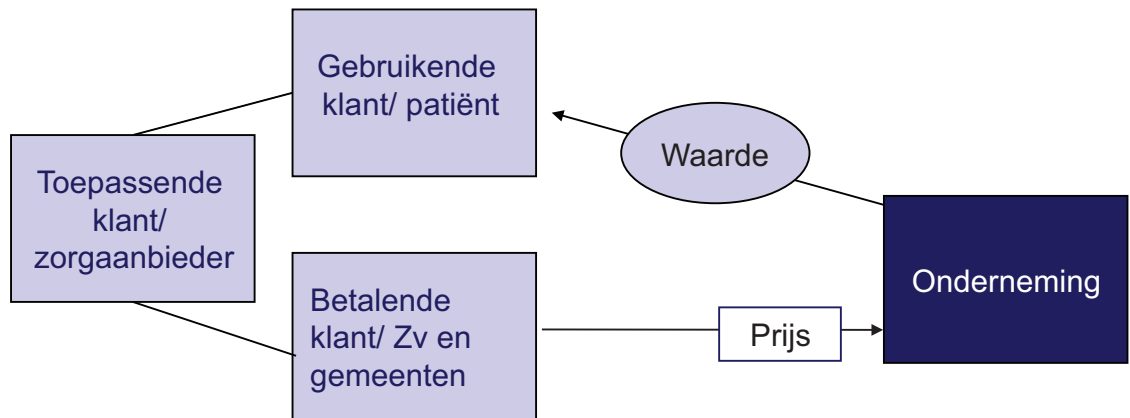 Gebruikende
klant/ patiënt
Waarde
Toepassende
klant/
zorgaanbieder
Onderneming
Betalende
klant/ Zv en
gemeenten
Prijs